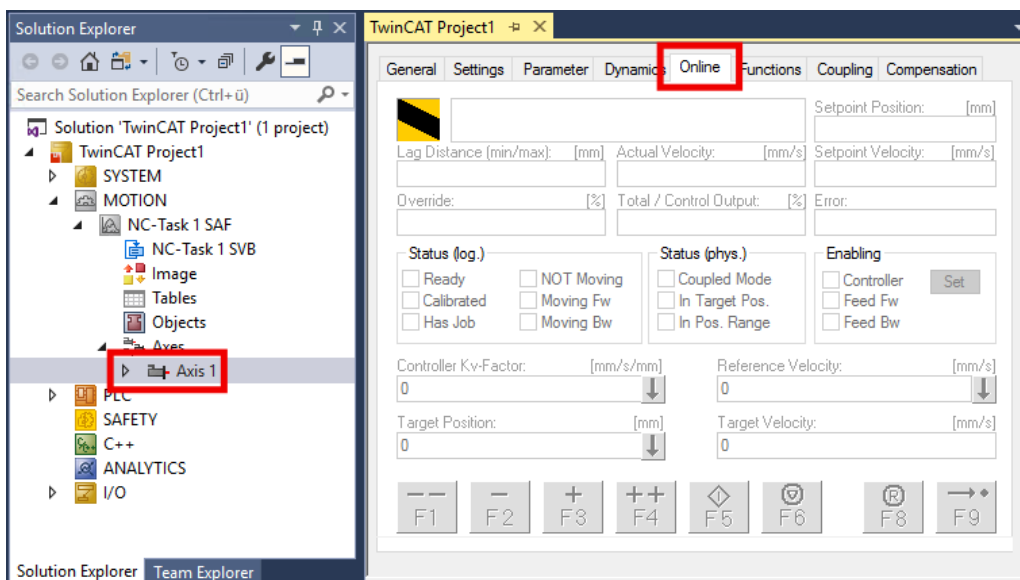 Solution Explorer
Search Solution Explorer (Ctrl+ü)
Solution 'TwinCAT Project1' (1 project)
TwinCAT Project1
SYSTEM
MOTION
NC-Task 1 SAF
NC-Task 1 SVB
Image
Tables
Objects
Axes
Axis 1
PLC
SAFETY
C++
ANALYTICS
I/O
Solution Explorer Team Explorer
TwinCAT Project1
General Settings Parameter Dynamics Online Functions Coupling Compensation
Setpoint Position: [mm]
Lag Distance (min/max): [mm] Actual Velocity: [mm/s] Setpoint Velocity: [mm/s]
Override: [%] Total / Control Output: [%] Error:
Status (log.) Status (phys.) Enabling
Ready NOT Moving Coupled Mode Controller Set
Calibrated Moving Fw In Target Pos. Feed Fw
Has Job Moving Bw In Pos. Range Feed Bw
Controller Kv-Factor: [mm/s/mm] Reference Velocity: [mm/s]
0 0
Target Position: [mm] Target Velocity: [mm/s]
0 0
-- - + ++ R
F1 F2 F3 F4 F5 F6 F8 F9